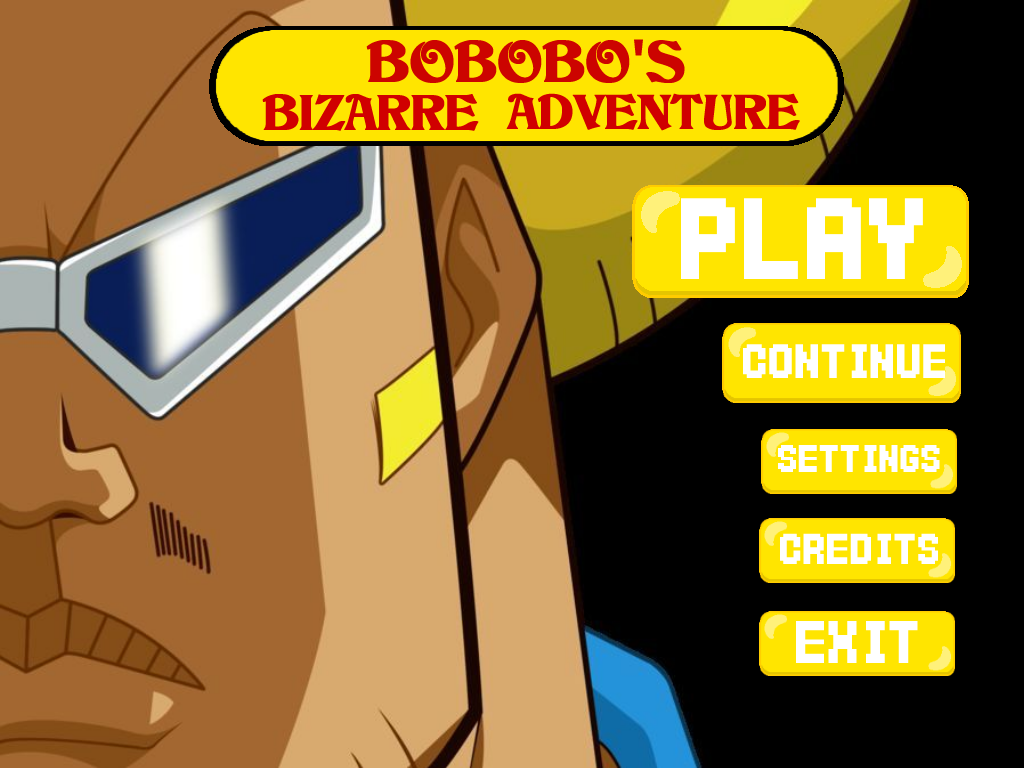 BOBOBO'S
BIZARRE ADVENTURE
PLAY
CONTINUE
SETTINGS
CREDITS
EXIT